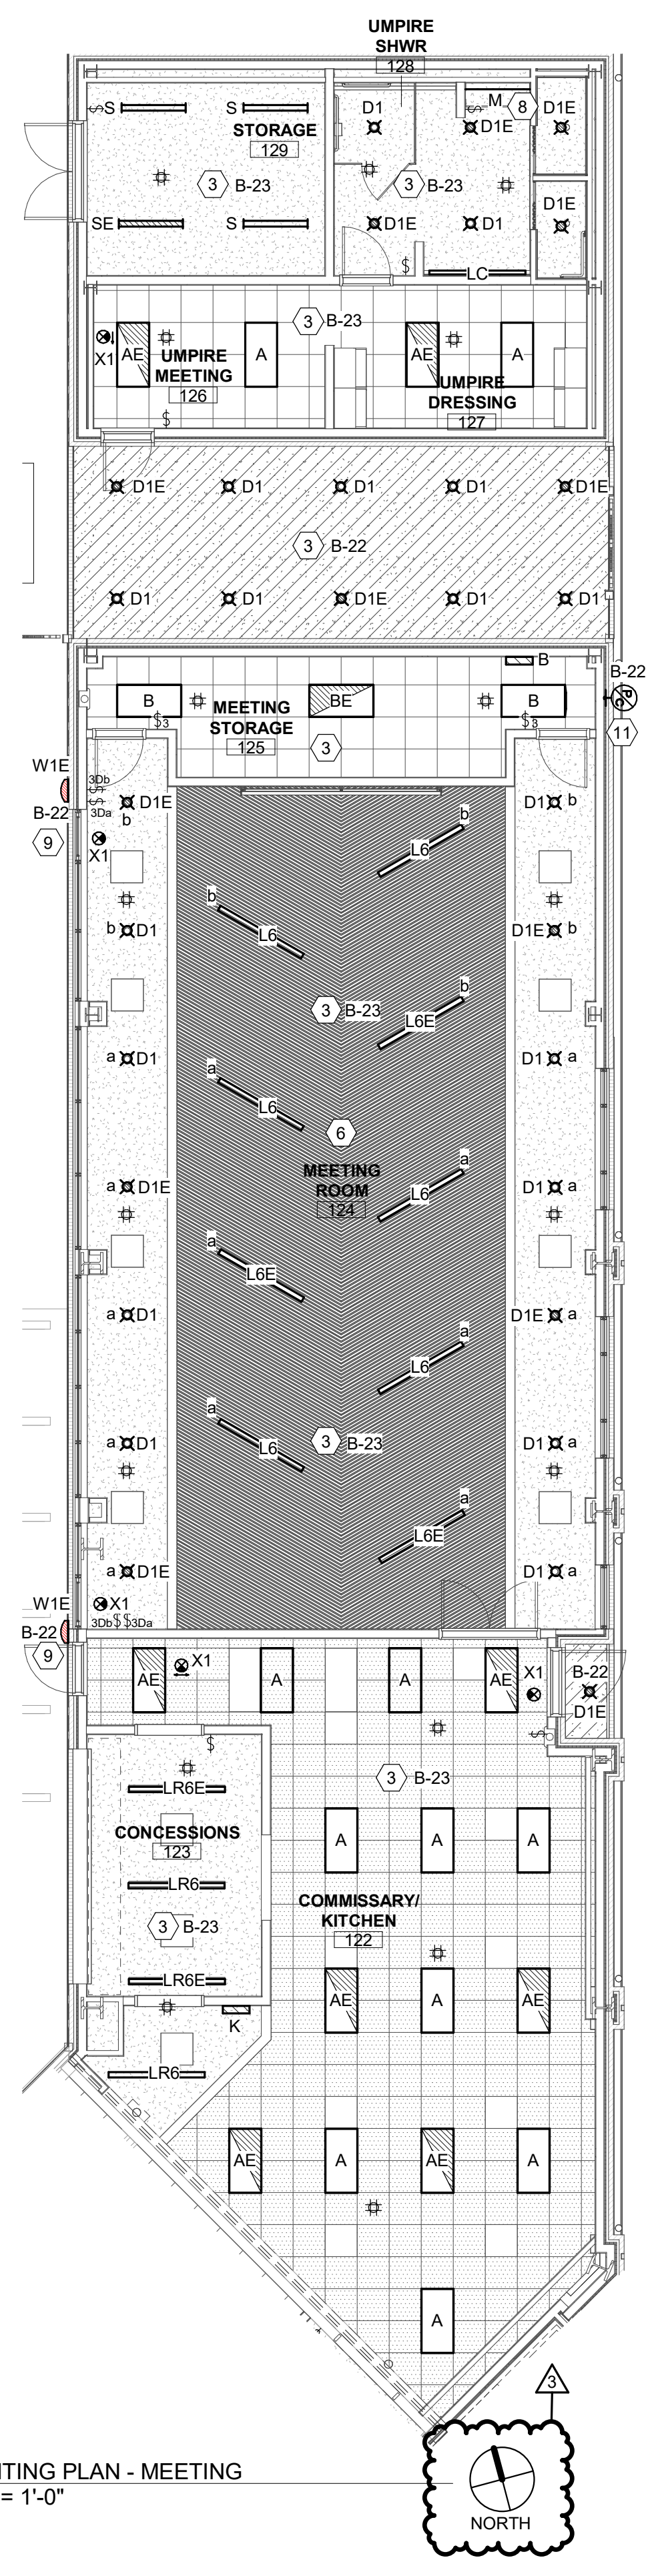 UMPIRE
SHWR
128
S
S
D1
M
8
D1E
D1E
STORAGE
129
3 B-23
3 B-23
D1E
SE
S
D1E
D1
LC
3 B-23
X1
AE
A
AE
A
UMPIRE
MEETING
126
UMPIRE
DRESSING
127
D1E
D1
D1
D1
D1E
3 B-22
D1
D1
D1E
D1
D1
B
B-22
P/C
11
B
BE
B
MEETING
STORAGE
125
3
$3
$3
W1E
3Db
3Da
B-22
9
D1E
b
D1 b
X1
b
L6
b
L6
b D1
D1E b
3 B-23
b
L6E
a D1
D1 a
a
L6
6
MEETING
ROOM
124
a
L6
a D1E
D1 a
a
L6E
a D1
D1E a
a
L6
a
L6
3 B-23
a D1
D1 a
a
L6E
a D1E
D1 a
W1E
X1
3Db $ $ 3Da
B-22
9
AE
X1
A
A
AE
X1
B-22
D1E
$
3 B-23
LR6E
CONCESSIONS
123
A
A
A
LR6
3 B-23
COMMISSARY/
KITCHEN
122
LR6E
AE
A
AE
K
LR6
AE
A
AE
A
A
3
NORTH
TING PLAN - MEETING
= 1'-0"